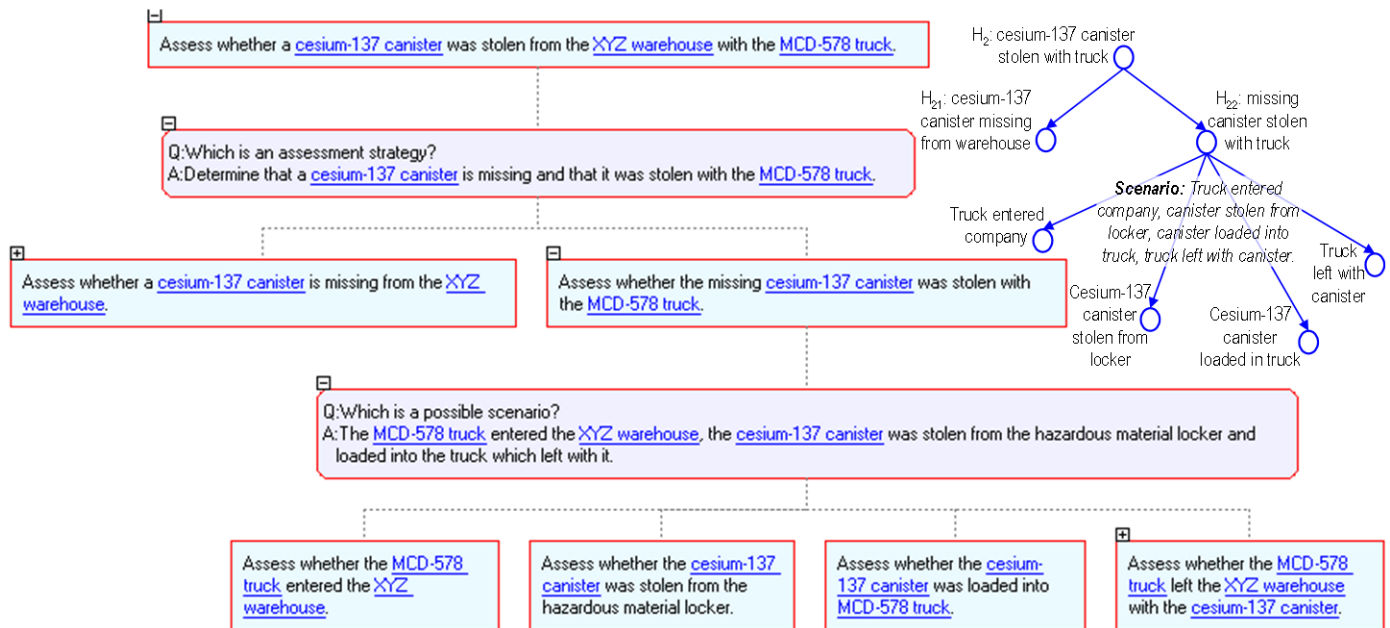 Assess whether a cesium-137 canister was stolen from the XYZ warehouse with the MCD-578 truck.
Q:Which is an assessment strategy?
A:Determine that a cesium-137 canister is missing and that it was stolen with the MCD-578 truck.
Assess whether a cesium-137 canister is missing from the XYZ
warehouse.
Assess whether the missing cesium-137 canister was stolen with
the MCD-578 truck.
Q:Which is a possible scenario?
A:The MCD-578 truck entered the XYZ warehouse, the cesium-137 canister was stolen from the hazardous material locker and
loaded into the truck which left with it.
Assess whether the MCD-578
truck entered the XYZ
warehouse.
Assess whether the cesium-137
canister was stolen from the
hazardous material locker.
Assess whether the cesium-
137 canister was loaded into
MCD-578 truck.
Assess whether the MCD-578
truck left the XYZ warehouse
with the cesium-137 canister.
H2: cesium-137 canister
stolen with truck
H21: cesium-137
canister missing
from warehouse
H22: missing
canister stolen
with truck
Scenario: Truck entered
company, canister stolen from
locker, canister loaded into
truck, truck left with canister.
Truck entered
company
Cesium-137
canister
stolen from
locker
Cesium-137
canister
loaded in truck
Truck
left with
canister